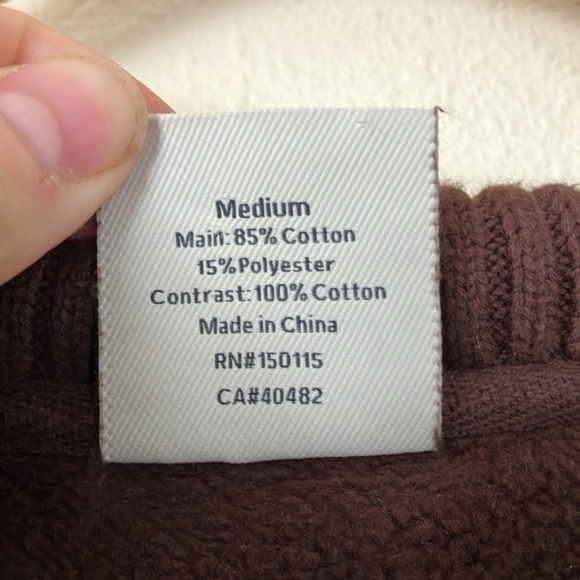 Medium
Main: 85% Cotton
15% Polyester
Contrast: 100% Cotton
Made in China
RN#150115
CA#40482